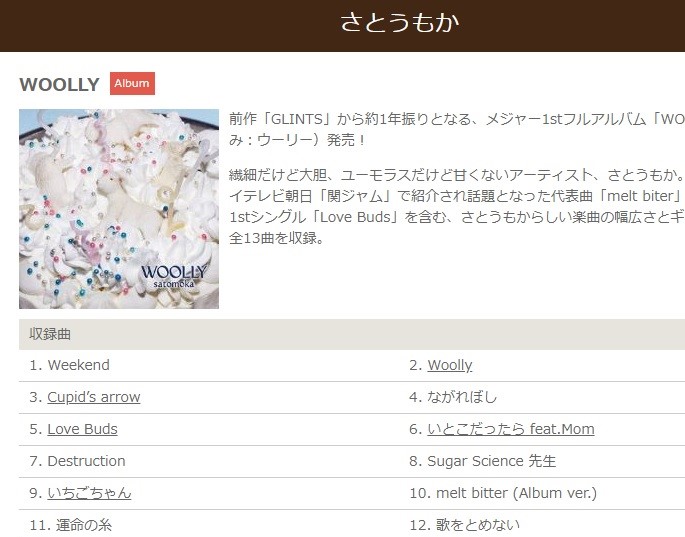 さとうもか
WOOLLY Album
前作「GLINTS」から約1年振りとなる、メジャー1stフルアルバム「WO
み：ウーリー）発売！
繊細だけど大胆、ユーモラスだけど甘くないアーティスト、さとうもか。
イテレビ朝日「関ジャム」で紹介され話題となった代表曲「melt biter」
1stシングル「Love Buds」を含む、さとうもからしい楽曲の幅広さとギ
全13曲を収録。
WOOLLY
satomoka
収録曲
1. Weekend
2. Woolly
3. Cupid’s arrow
4. ながれぼし
5. Love Buds
6. いとこだったら feat.Mom
7. Destruction
8. Sugar Science 先生
9. いちごちゃん
10. melt bitter (Album ver.)
11. 運命の糸
12. 歌をとめない